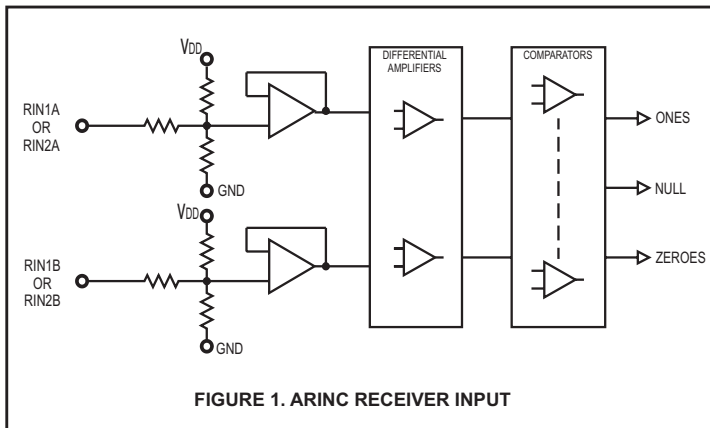 VDD
DIFFERENTIAL
AMPLIFIERS
COMPARATORS
RIN1A
OR
RIN2A
ONES
GND
NULL
VDD
RIN1B
OR
RIN2B
ZEROES
GND
FIGURE 1. ARINC RECEIVER INPUT